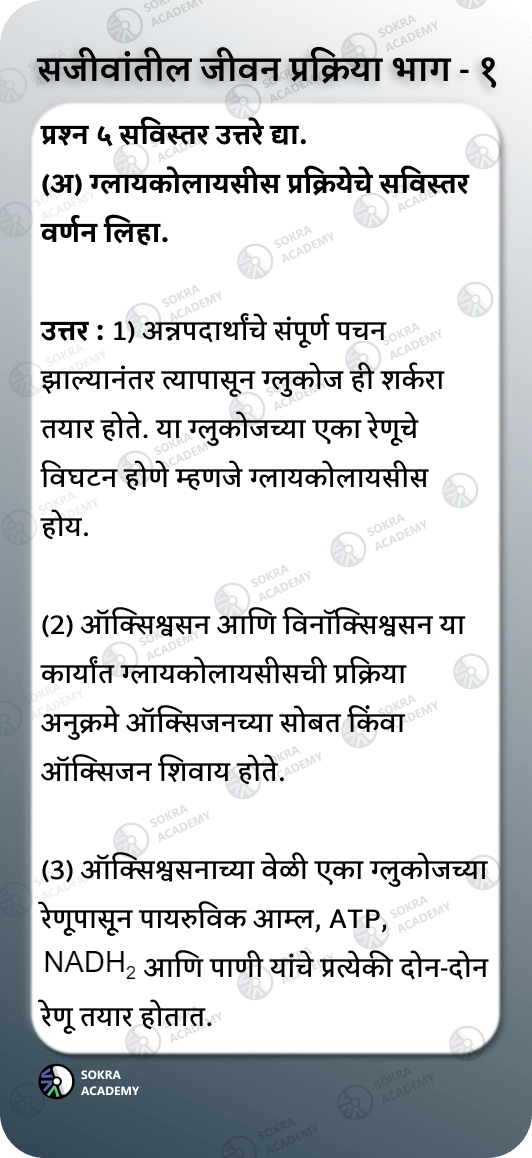 सजीवांतील जीवन प्रक्रिया भाग - १
प्रश्न ५ सविस्तर उत्तरे द्या.
(अ) ग्लायकोलायसीस प्रक्रियेचे सविस्तर
वर्णन लिहा.
उत्तर : 1) अन्नपदार्थांचे संपूर्ण पचन
झाल्यानंतर त्यापासून ग्लुकोज ही शर्करा
तयार होते. या ग्लुकोजच्या एका रेणूचे
विघटन होणे म्हणजे ग्लायकोलायसीस
होय.
(2) ऑक्सिश्वसन आणि विनॉक्सिश्वसन या
कार्यांत ग्लायकोलायसीसची प्रक्रिया
अनुक्रमे ऑक्सिजनच्या सोबत किंवा
ऑक्सिजन शिवाय होते.
(3) ऑक्सिश्वसनाच्या वेळी एका ग्लुकोजच्या
रेणूपासून पायरुविक आम्ल, ATP,
NADH₂ आणि पाणी यांचे प्रत्येकी दोन-दोन
रेणू तयार होतात.
SOKRA
ACADEMY